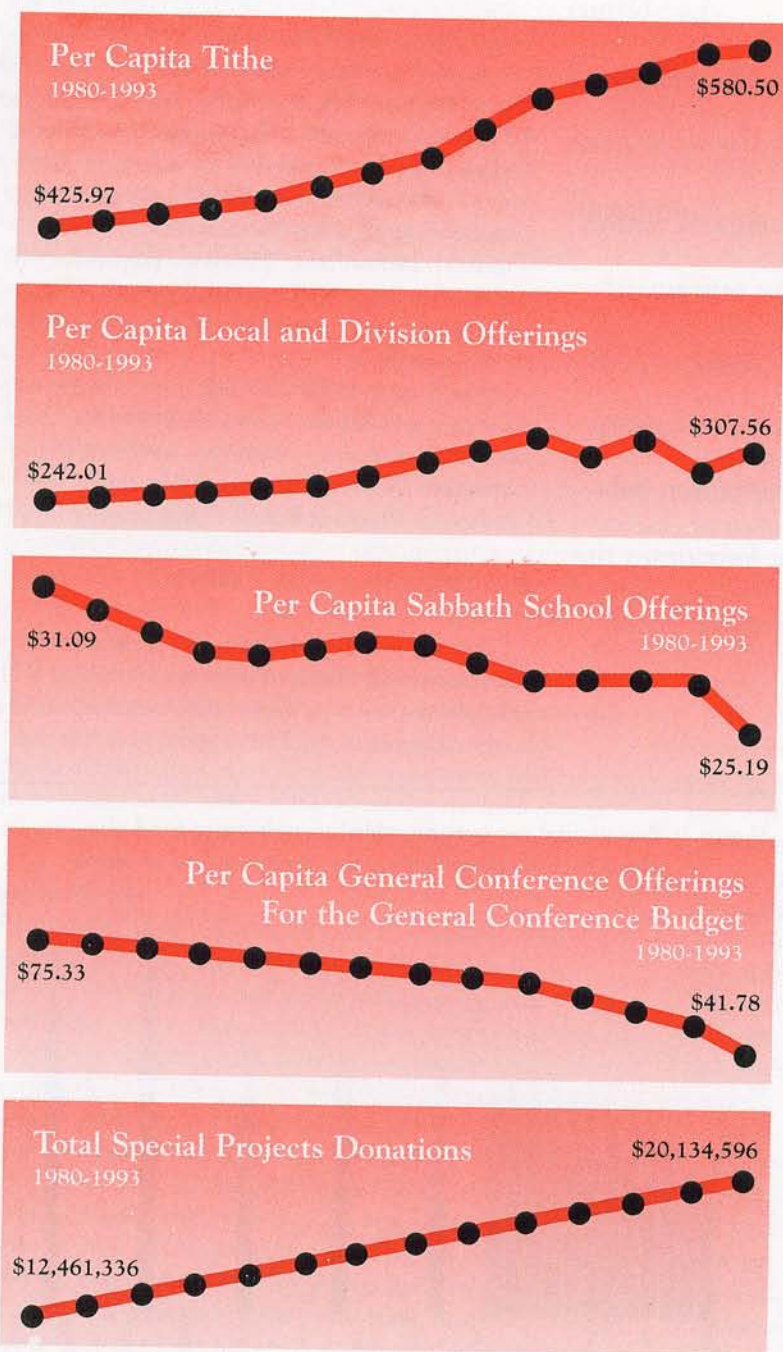 Per Capita Tithe
1980-1993
$425.97
$580.50
Per Capita Local and Division Offerings
1980-1993
$242.01
$307.56
Per Capita Sabbath School Offerings
1980-1993
$31.09
$25.19
Per Capita General Conference Offerings
For the General Conference Budget
1980-1993
$75.33
$41.78
Total Special Projects Donations
1980-1993
$20,134,596
$12,461,336